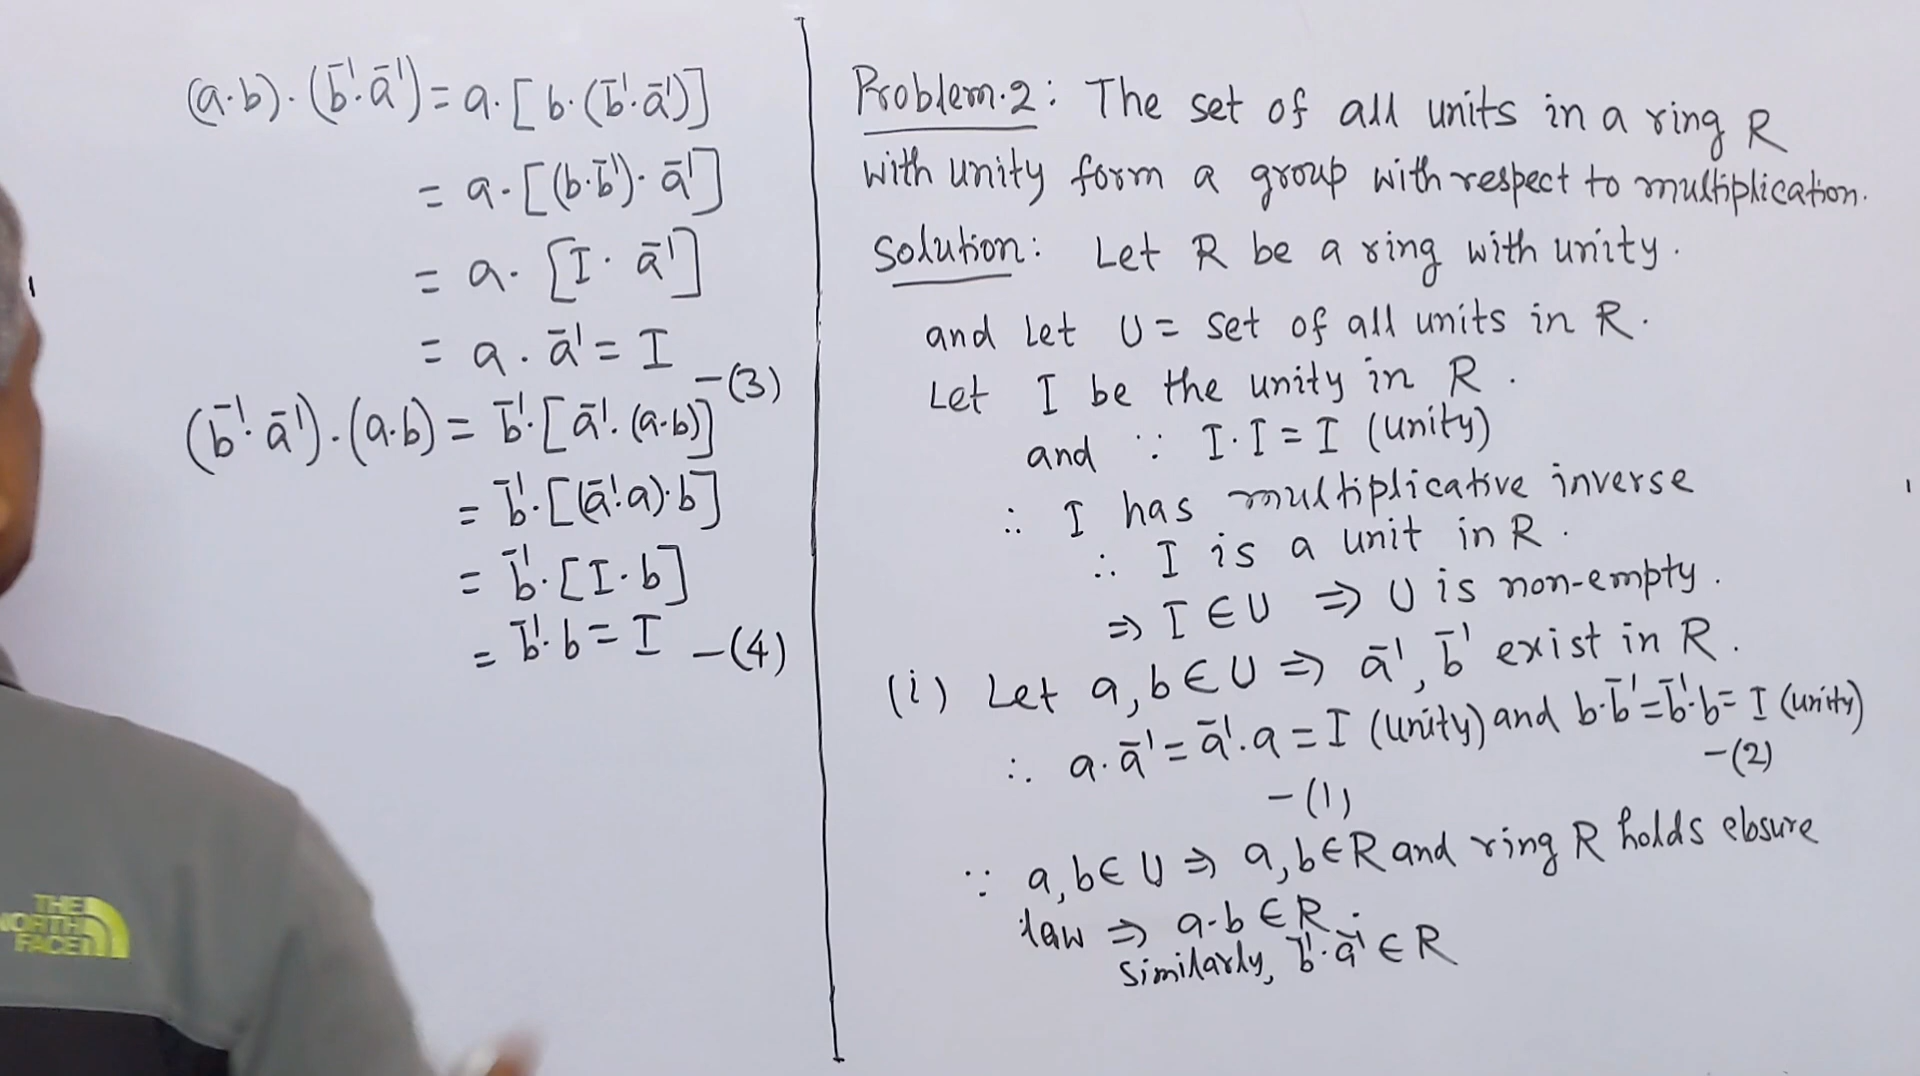 (a·b)·(b⁻¹·a⁻¹) = a·[b·(b⁻¹·a⁻¹)]
= a·[(b·b⁻¹)·a⁻¹]
= a·[I·a⁻¹]
= a·a⁻¹ = I
-(3)
(b⁻¹·a⁻¹)·(a·b) = b⁻¹·[a⁻¹·(a·b)]
= b⁻¹·[(a⁻¹·a)·b]
= b⁻¹·[I·b]
= b⁻¹·b = I -(4)
Problem.2: The set of all units in a ring R
with unity form a group with respect to multiplication.
Solution: Let R be a ring with unity.
and Let U = set of all units in R.
Let I be the unity in R.
and ∵ I·I = I (unity)
∴ I has multiplicative inverse
∴ I is a unit in R.
⇒ I ∈ U ⇒ U is non-empty.
(i) Let a, b ∈ U ⇒ a⁻¹, b⁻¹ exist in R.
∴ a·a⁻¹ = a⁻¹·a = I (unity) and b·b⁻¹ = b⁻¹·b = I (unity)
-(1) -(2)
∵ a, b ∈ U ⇒ a, b ∈ R and ring R holds closure
law ⇒ a·b ∈ R.
Similarly, b⁻¹·a⁻¹ ∈ R
THE
NORTH
FACE